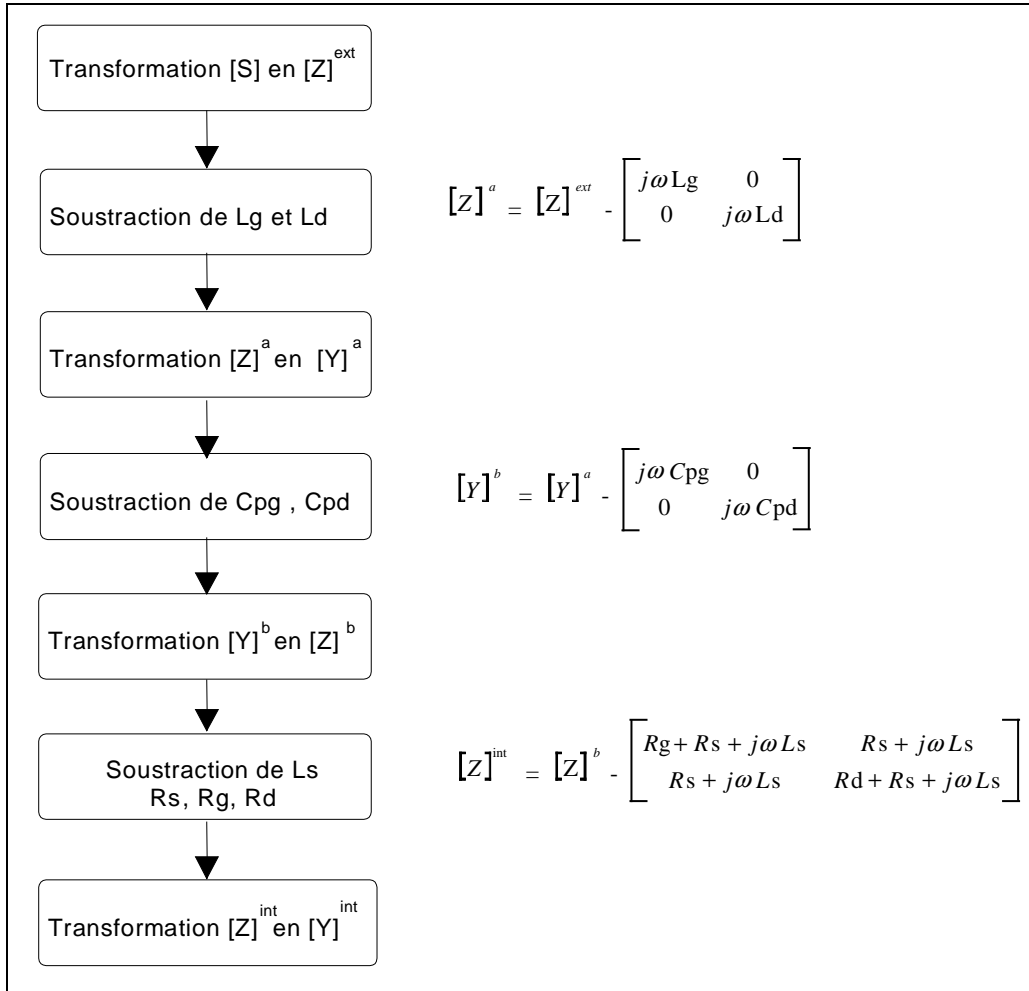 Transformation [S] en [Z]^ext
Soustraction de Lg et Ld
[Z]^a = [Z]^ext - [jωLg 0
0 jωLd]
Transformation [Z]^a en [Y]^a
Soustraction de Cpg , Cpd
[Y]^b = [Y]^a - [jωCpg 0
0 jωCpd]
Transformation [Y]^b en [Z]^b
Soustraction de Ls
Rs, Rg, Rd
[Z]^int = [Z]^b - [Rg + Rs + jωLs Rs + jωLs
Rs + jωLs Rd + Rs + jωLs]
Transformation [Z]^int en [Y]^int